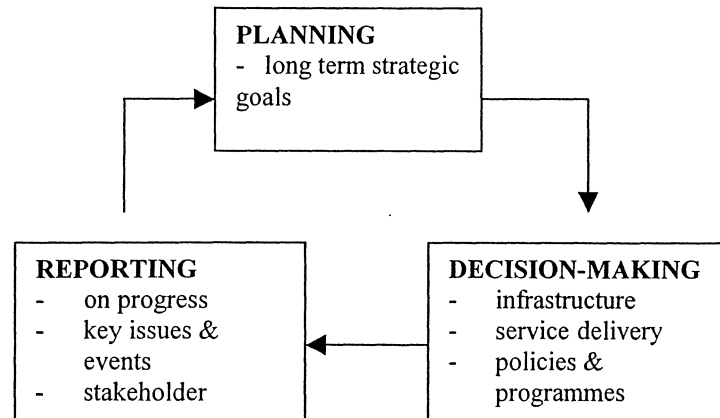 PLANNING
- long term strategic
goals
REPORTING
- on progress
- key issues &
events
- stakeholder
DECISION-MAKING
- infrastructure
- service delivery
- policies &
programmes